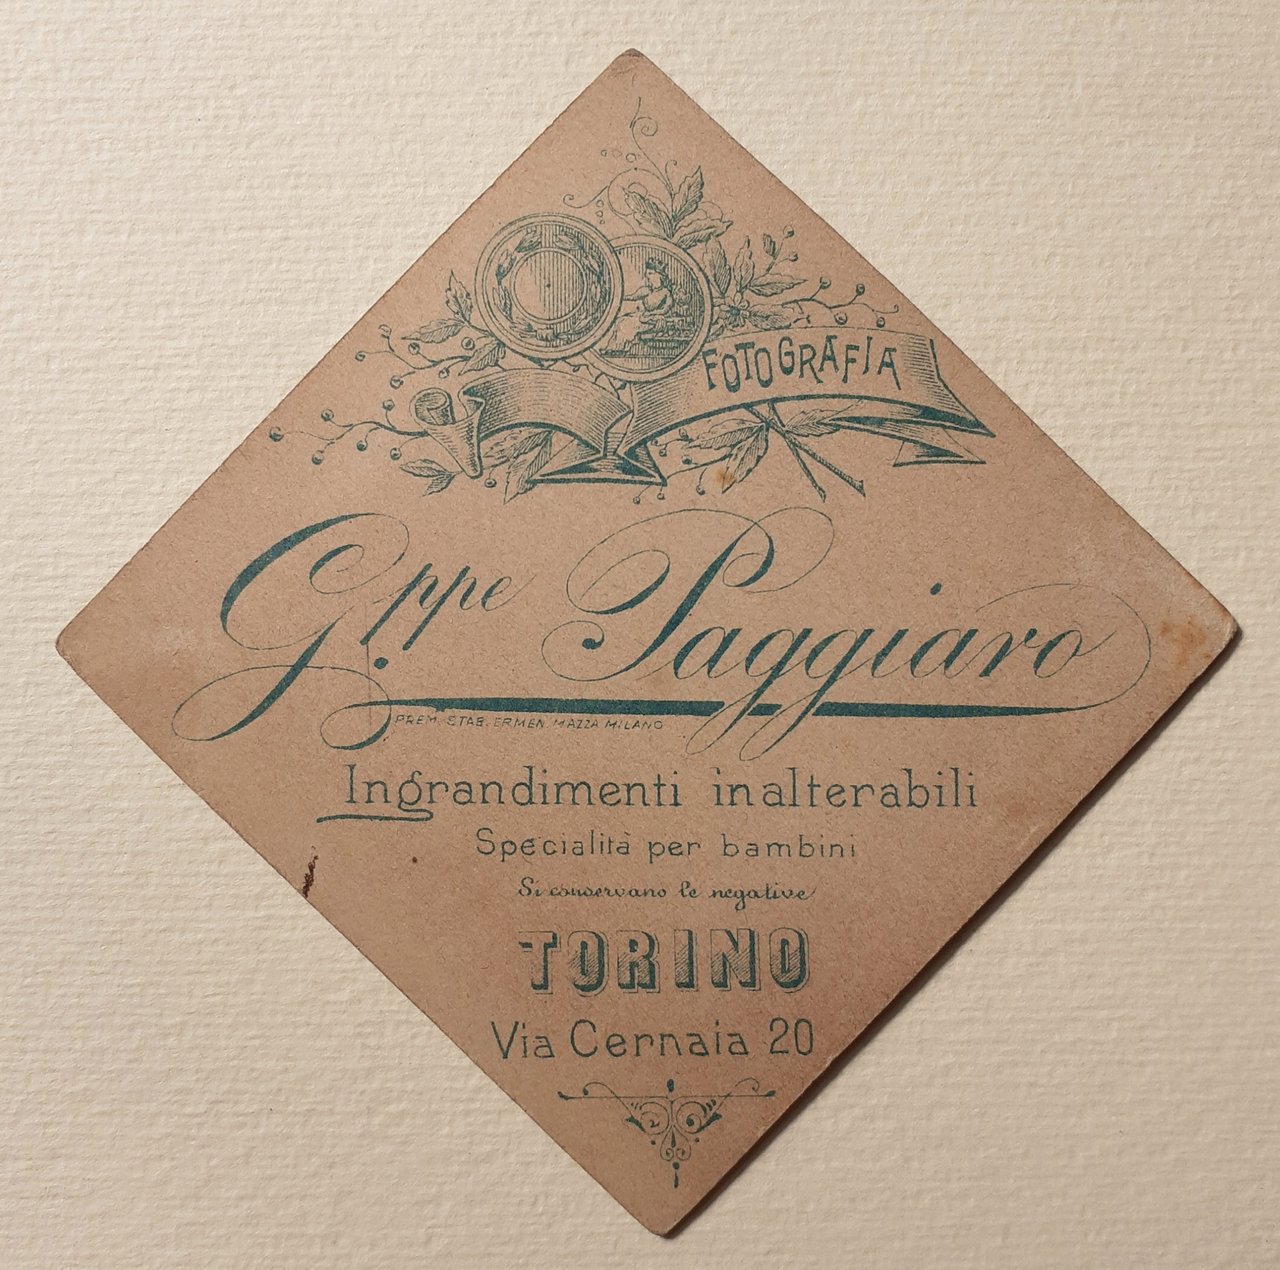 FOTOGRAFIA
G.ppe Paggiaro
PREM. STAB. ERMEN. MAZZA MILANO
Ingrandimenti inalterabili
Specialità per bambini
Si conservano le negative
TORINO
Via Cernaia 20